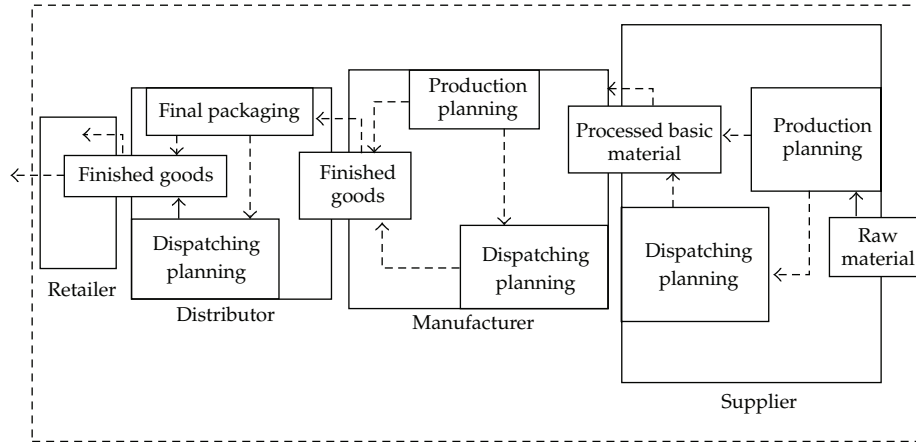 Final packaging
Finished goods
Dispatching
planning
Retailer
Distributor
Production
planning
Finished
goods
Dispatching
planning
Manufacturer
Processed basic
material
Production
planning
Dispatching
planning
Raw
material
Supplier